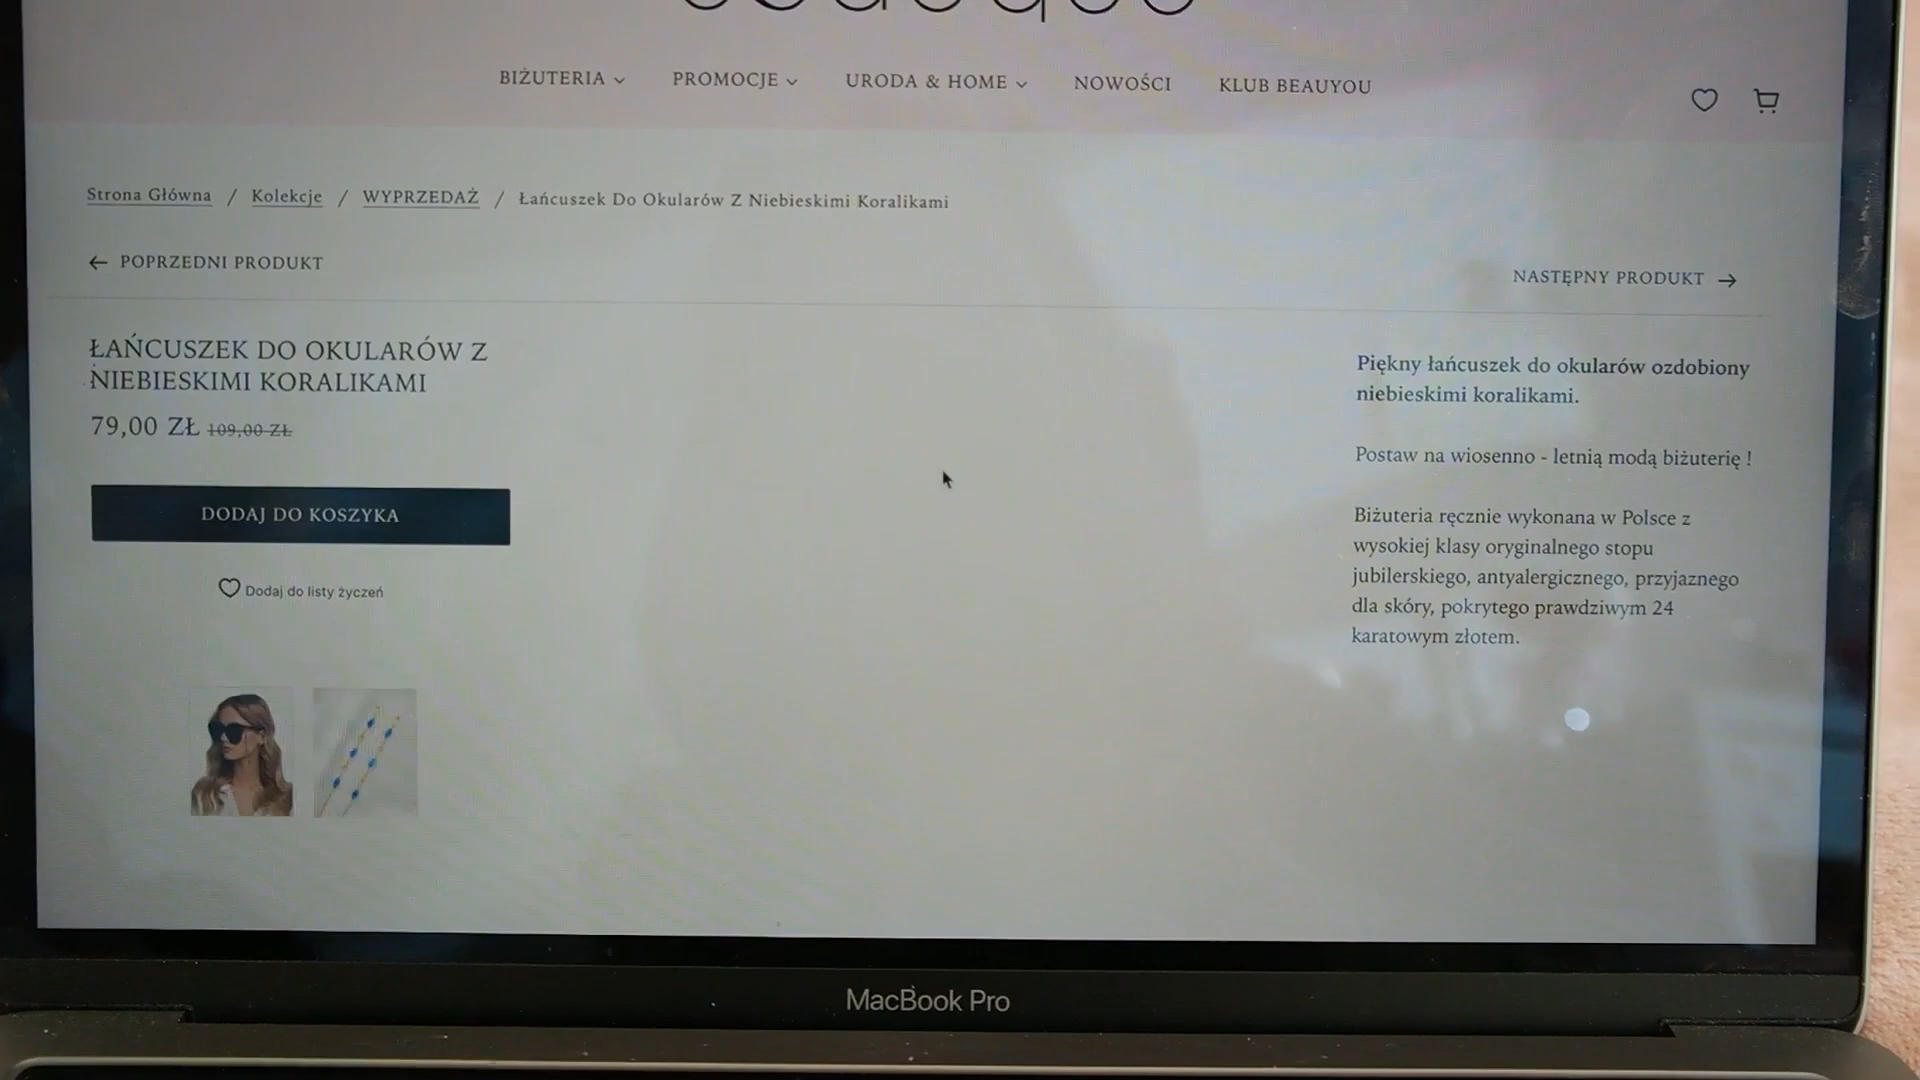 BIŻUTERIA PROMOCJE URODA & HOME NOWOŚCI KLUB BEAUYOU
Strona Główna / Kolekcje / WYPRZEDAŻ / Łańcuszek Do Okularów Z Niebieskimi Koralikami
← POPRZEDNI PRODUKT
NASTĘPNY PRODUKT →
ŁAŃCUSZEK DO OKULARÓW Z
NIEBIESKIMI KORALIKAMI
79,00 ZŁ 109,00 ZŁ
DODAJ DO KOSZYKA
Dodaj do listy życzeń
Piękny łańcuszek do okularów ozdobiony
niebieskimi koralikami.
Postaw na wiosenno - letnią modą biżuterię !
Biżuteria ręcznie wykonana w Polsce z
wysokiej klasy oryginalnego stopu
jubilerskiego, antyalergicznego, przyjaznego
dla skóry, pokrytego prawdziwym 24
karatowym złotem.
MacBook Pro